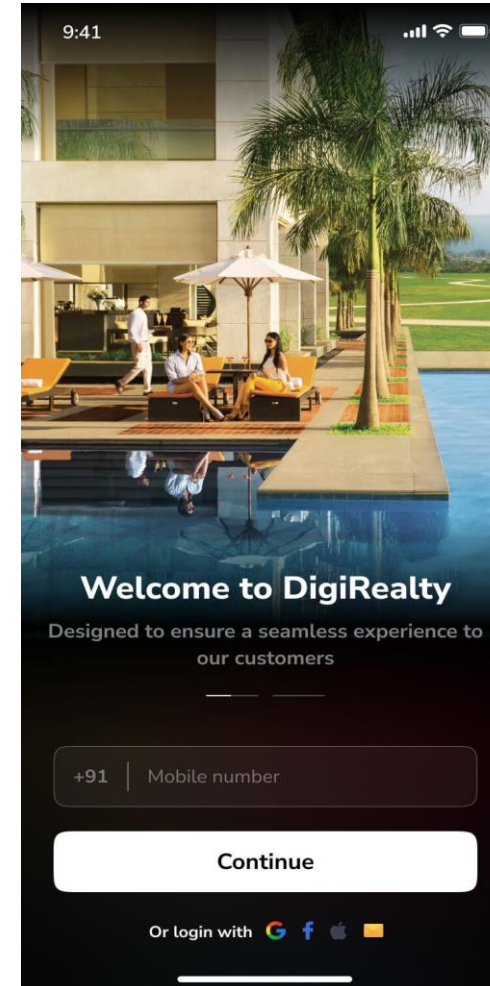 9:41
Welcome to DigiRealty
Designed to ensure a seamless experience to
our customers
+91 Mobile number
Continue
Or login with